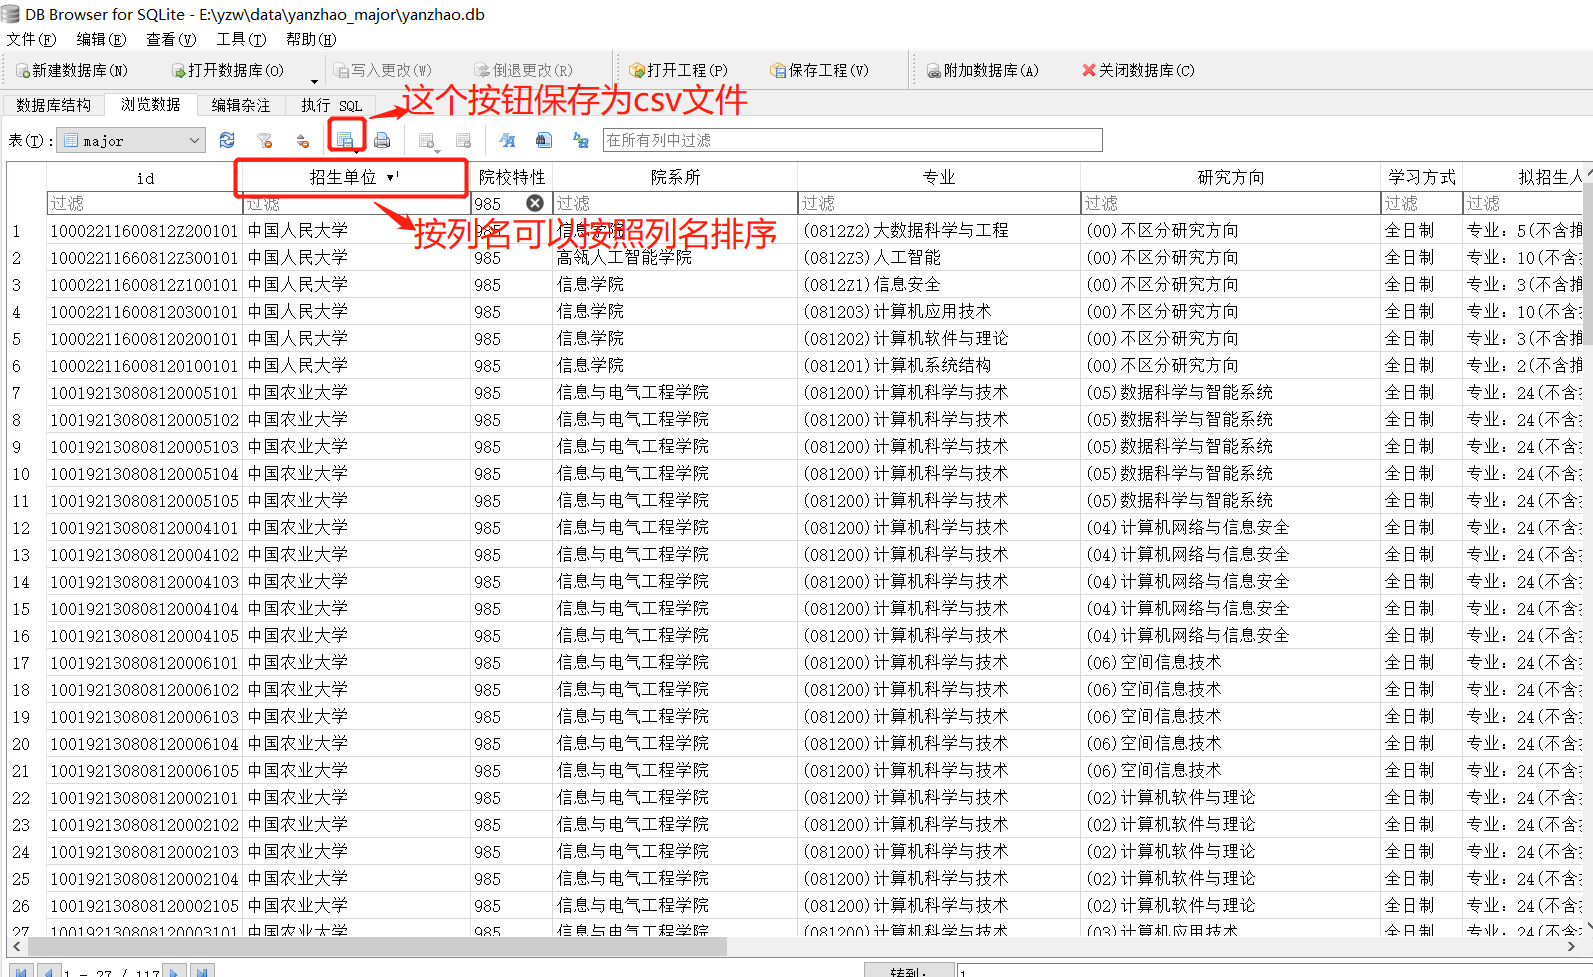 DB Browser for SQLite - E:\yzw\data\yanzhao_major\yanzhao.db
文件(F) 编辑(E) 查看(V) 工具(T) 帮助(H)
新建数据库(N) 打开数据库(O) 写入更改(W) 倒退更改(R) 打开工程(P) 保存工程(V) 附加数据库(A) 关闭数据库(C)
数据库结构 浏览数据 编辑杂注 执行 SQL
这个按钮保存为csv文件
表(T): major 在所有列中过滤
id 招生单位 院校特性 院系所 专业 研究方向 学习方式 拟招生人
过滤 过滤 985 过滤 过滤 过滤 过滤 过滤
按列名可以按照列名排序
1 10002211600812Z200101 中国人民大学 985 信息学院 (0812Z2)大数据科学与工程 (00)不区分研究方向 全日制 专业: 5(不含推
2 10002211660812Z300101 中国人民大学 985 高瓴人工智能学院 (0812Z3)人工智能 (00)不区分研究方向 全日制 专业: 10(不含
3 10002211600812Z100101 中国人民大学 985 信息学院 (0812Z1)信息安全 (00)不区分研究方向 全日制 专业: 3(不含推
4 100022116008120300101 中国人民大学 985 信息学院 (081203)计算机应用技术 (00)不区分研究方向 全日制 专业: 10(不含
5 100022116008120200101 中国人民大学 985 信息学院 (081202)计算机软件与理论 (00)不区分研究方向 全日制 专业: 3(不含推
6 100022116008120100101 中国人民大学 985 信息学院 (081201)计算机系统结构 (00)不区分研究方向 全日制 专业: 2(不含推
7 100192130808120005101 中国农业大学 985 信息与电气工程学院 (081200)计算机科学与技术 (05)数据科学与智能系统 全日制 专业: 24(不含
8 100192130808120005102 中国农业大学 985 信息与电气工程学院 (081200)计算机科学与技术 (05)数据科学与智能系统 全日制 专业: 24(不含
9 100192130808120005103 中国农业大学 985 信息与电气工程学院 (081200)计算机科学与技术 (05)数据科学与智能系统 全日制 专业: 24(不含
10 100192130808120005104 中国农业大学 985 信息与电气工程学院 (081200)计算机科学与技术 (05)数据科学与智能系统 全日制 专业: 24(不含
11 100192130808120005105 中国农业大学 985 信息与电气工程学院 (081200)计算机科学与技术 (05)数据科学与智能系统 全日制 专业: 24(不含
12 100192130808120004101 中国农业大学 985 信息与电气工程学院 (081200)计算机科学与技术 (04)计算机网络与信息安全 全日制 专业: 24(不含
13 100192130808120004102 中国农业大学 985 信息与电气工程学院 (081200)计算机科学与技术 (04)计算机网络与信息安全 全日制 专业: 24(不含
14 100192130808120004103 中国农业大学 985 信息与电气工程学院 (081200)计算机科学与技术 (04)计算机网络与信息安全 全日制 专业: 24(不含
15 100192130808120004104 中国农业大学 985 信息与电气工程学院 (081200)计算机科学与技术 (04)计算机网络与信息安全 全日制 专业: 24(不含
16 100192130808120004105 中国农业大学 985 信息与电气工程学院 (081200)计算机科学与技术 (04)计算机网络与信息安全 全日制 专业: 24(不含
17 100192130808120006101 中国农业大学 985 信息与电气工程学院 (081200)计算机科学与技术 (06)空间信息技术 全日制 专业: 24(不含
18 100192130808120006102 中国农业大学 985 信息与电气工程学院 (081200)计算机科学与技术 (06)空间信息技术 全日制 专业: 24(不含
19 100192130808120006103 中国农业大学 985 信息与电气工程学院 (081200)计算机科学与技术 (06)空间信息技术 全日制 专业: 24(不含
20 100192130808120006104 中国农业大学 985 信息与电气工程学院 (081200)计算机科学与技术 (06)空间信息技术 全日制 专业: 24(不含
21 100192130808120006105 中国农业大学 985 信息与电气工程学院 (081200)计算机科学与技术 (06)空间信息技术 全日制 专业: 24(不含
22 100192130808120002101 中国农业大学 985 信息与电气工程学院 (081200)计算机科学与技术 (02)计算机软件与理论 全日制 专业: 24(不含
23 100192130808120002102 中国农业大学 985 信息与电气工程学院 (081200)计算机科学与技术 (02)计算机软件与理论 全日制 专业: 24(不含
24 100192130808120002103 中国农业大学 985 信息与电气工程学院 (081200)计算机科学与技术 (02)计算机软件与理论 全日制 专业: 24(不含
25 100192130808120002104 中国农业大学 985 信息与电气工程学院 (081200)计算机科学与技术 (02)计算机软件与理论 全日制 专业: 24(不含
26 100192130808120002105 中国农业大学 985 信息与电气工程学院 (081200)计算机科学与技术 (02)计算机软件与理论 全日制 专业: 24(不含
27 100192130808120003101 中国农业大学 985 信息与电气工程学院 (081200)计算机科学与技术 (03)计算机应用技术 全日制 专业: 24(不含
1 - 27 / 117 转到: 1